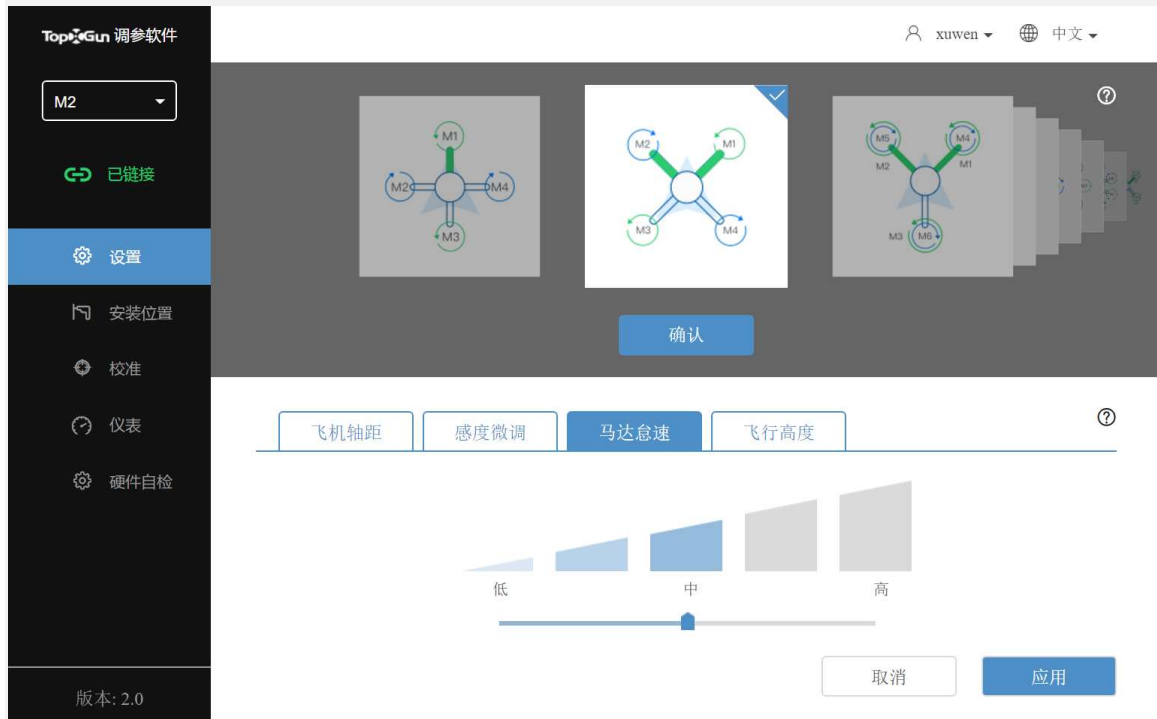 TopXGun 调参软件
xuwen
中文
M2
已链接
设置
安装位置
校准
仪表
硬件自检
版本: 2.0
M1
M2
M4
M3
M2
M1
M3
M4
M5
M4
M2
M1
M3
M6
确认
飞机轴距
感度微调
马达怠速
飞行高度
低
中
高
取消
应用